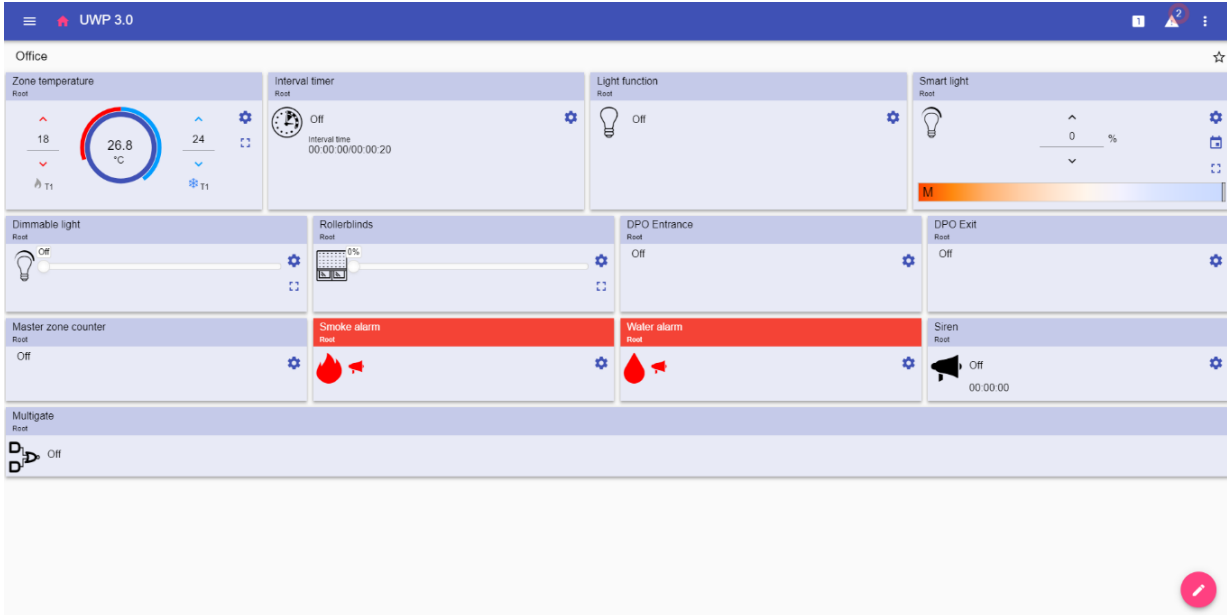 UWP 3.0
1
2
Office
Zone temperature
Root
18
26.8
°C
24
T1
T1
Interval timer
Root
Off
Interval time
00:00:00/00:00:20
Light function
Root
Off
Smart light
Root
0 %
M
Dimmable light
Root
Off
Rollerblinds
Root
0%
DPO Entrance
Root
Off
DPO Exit
Root
Off
Master zone counter
Root
Off
Smoke alarm
Root
Water alarm
Root
Siren
Root
Off
00:00:00
Multigate
Root
Off